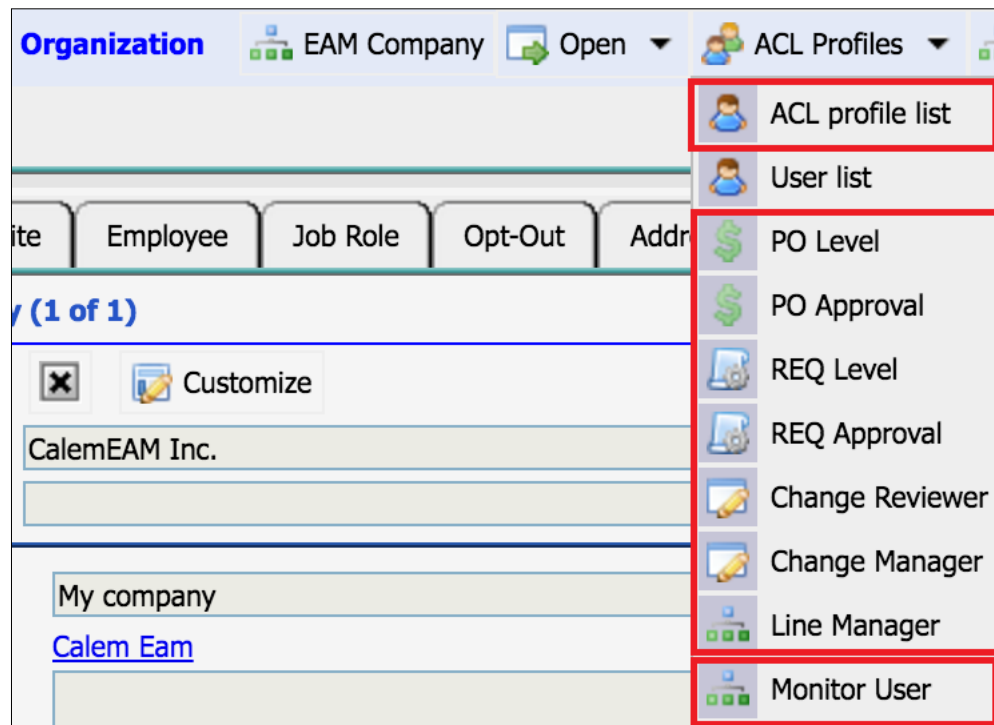 Organization EAM Company Open ACL Profiles
ACL profile list
User list
Employee Job Role Opt-Out
PO Level
(1 of 1)
PO Approval
Customize
REQ Level
REQ Approval
CalemEAM Inc.
Change Reviewer
Change Manager
My company
Line Manager
Calem Eam
Monitor User